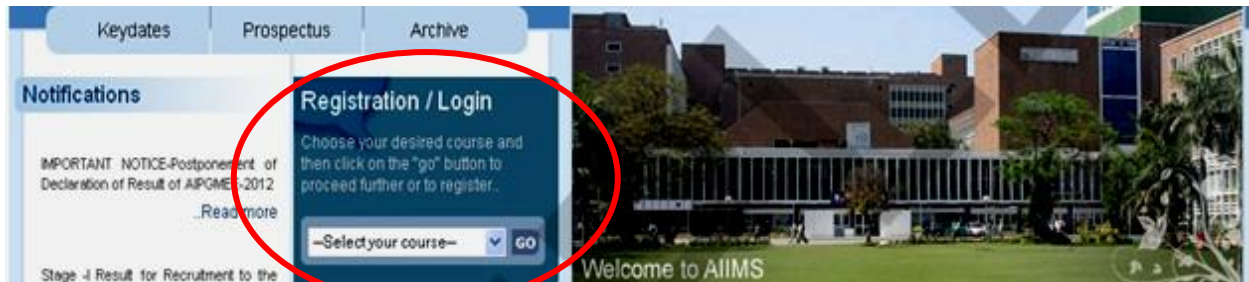 Keydates Prospectus Archive
Notifications
IMPORTANT NOTICE-Postponement of
Declaration of Result of AIPGMEE-2012
..Read more
Stage -I Result for Recruitment to the
Registration / Login
Choose your desired course and
then click on the "go" button to
proceed further or to register..
--Select your course-- GO
Welcome to AIIMS